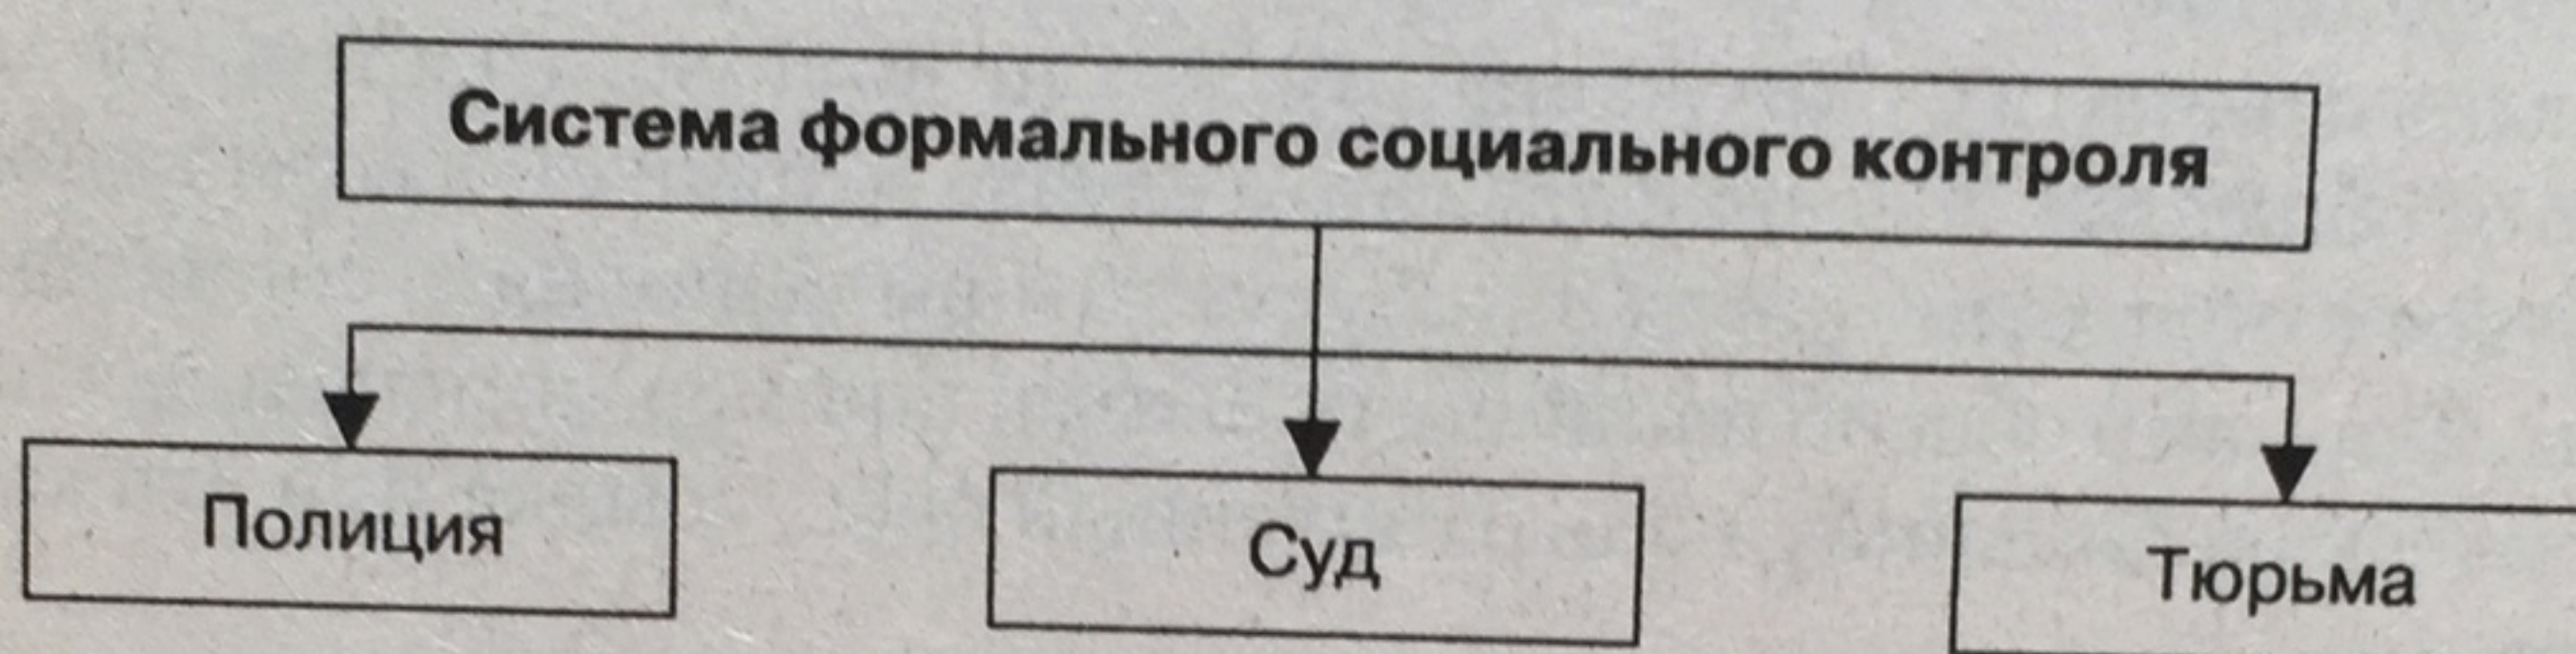 Система формального социального контроля
Полиция
Суд
Тюрьма